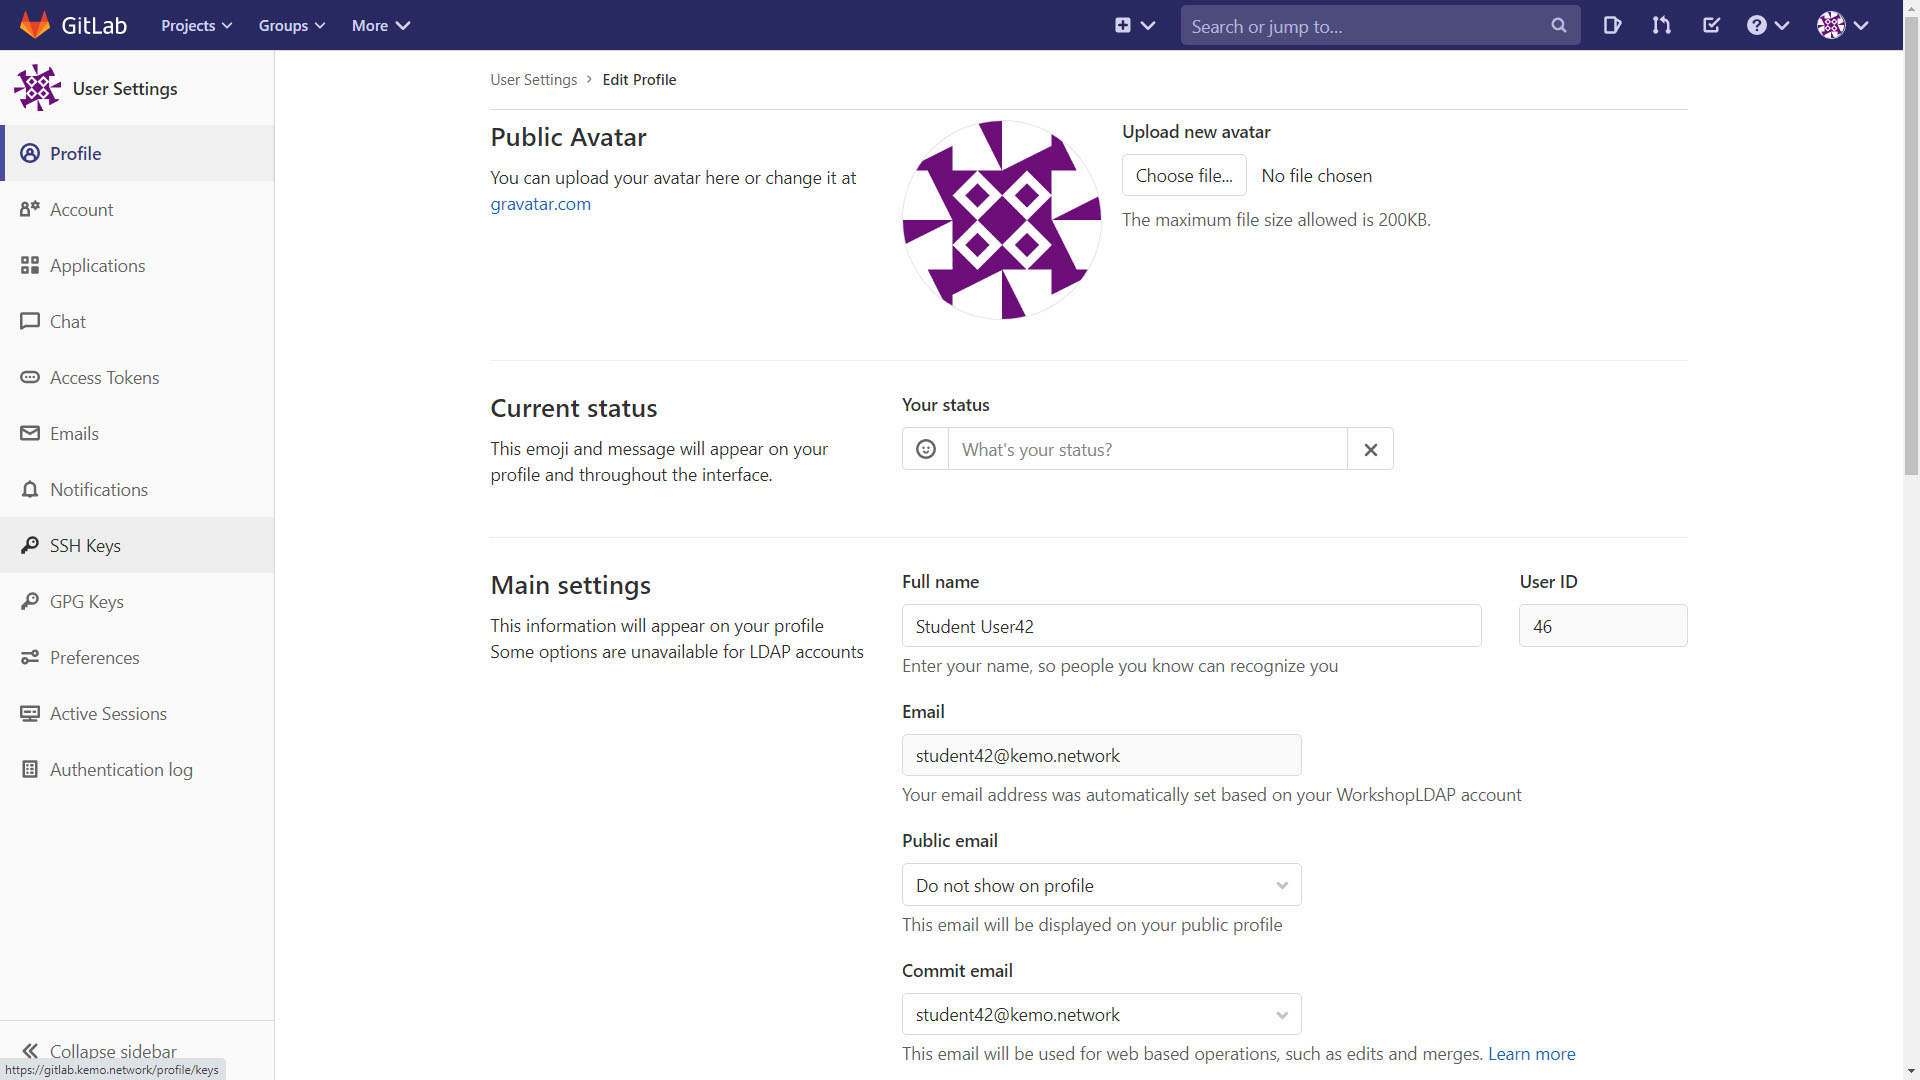 GitLab
Projects
Groups
More
Search or jump to...
User Settings
Profile
Account
Applications
Chat
Access Tokens
Emails
Notifications
SSH Keys
GPG Keys
Preferences
Active Sessions
Authentication log
Collapse sidebar
https://gitlab.kemo.network/profile/keys
User Settings › Edit Profile
Public Avatar
You can upload your avatar here or change it at
gravatar.com
Upload new avatar
Choose file... No file chosen
The maximum file size allowed is 200KB.
Current status
This emoji and message will appear on your
profile and throughout the interface.
Your status
What's your status?
Main settings
This information will appear on your profile
Some options are unavailable for LDAP accounts
Full name
Student User42
Enter your name, so people you know can recognize you
User ID
46
Email
student42@kemo.network
Your email address was automatically set based on your WorkshopLDAP account
Public email
Do not show on profile
This email will be displayed on your public profile
Commit email
student42@kemo.network
This email will be used for web based operations, such as edits and merges. Learn more